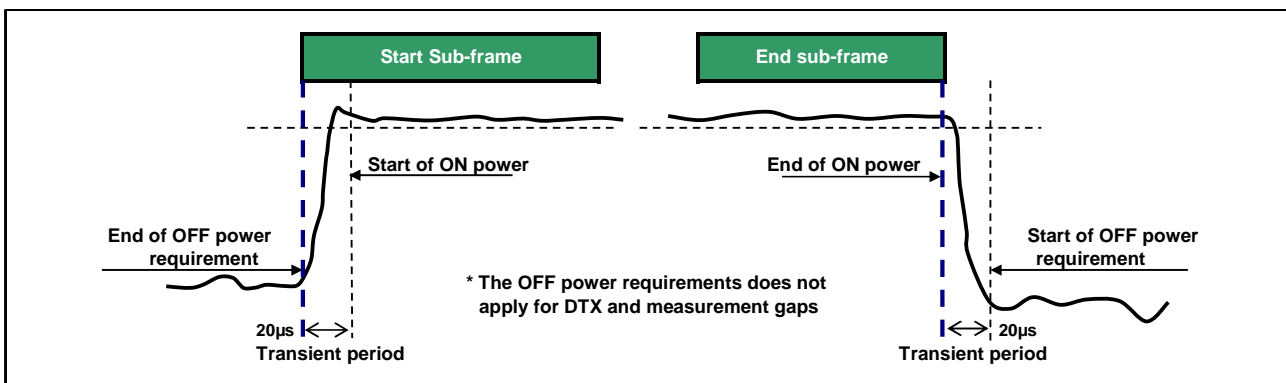 Start Sub-frame
End sub-frame
Start of ON power
End of ON power
End of OFF power
requirement
Start of OFF power
requirement
* The OFF power requirements does not
apply for DTX and measurement gaps
20µs
Transient period
20µs
Transient period